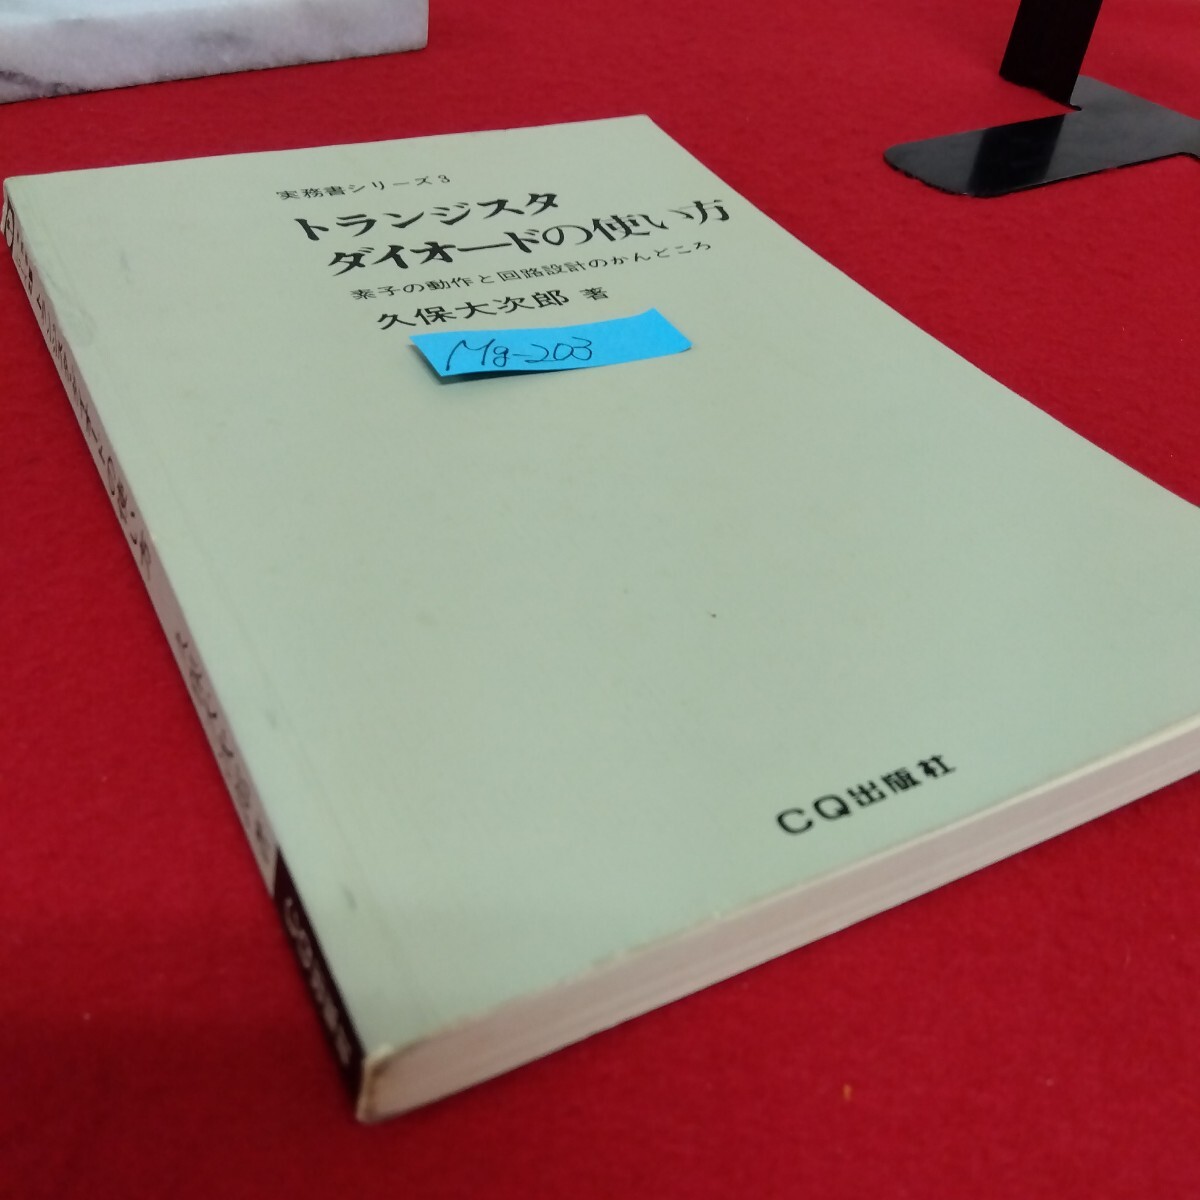 実務書シリーズ3
トランジスタ
ダイオードの使い方
素子の動作と回路設計のかんどころ
久保大次郎 著
Mg-203
CQ出版社